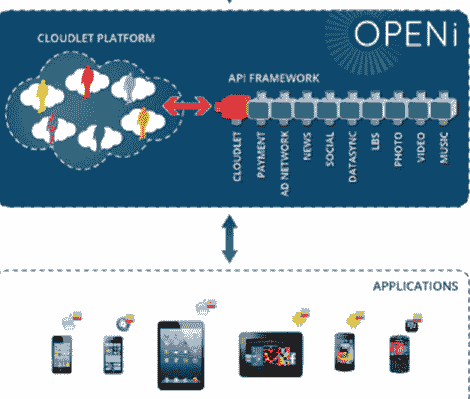 CLOUDLET PLATFORM
OPENi
API FRAMEWORK
CLOUDLET
PAYMENT
AD NETWORK
NEWS
SOCIAL
DATASYNC
LBS
PHOTO
VIDEO
MUSIC
APPLICATIONS